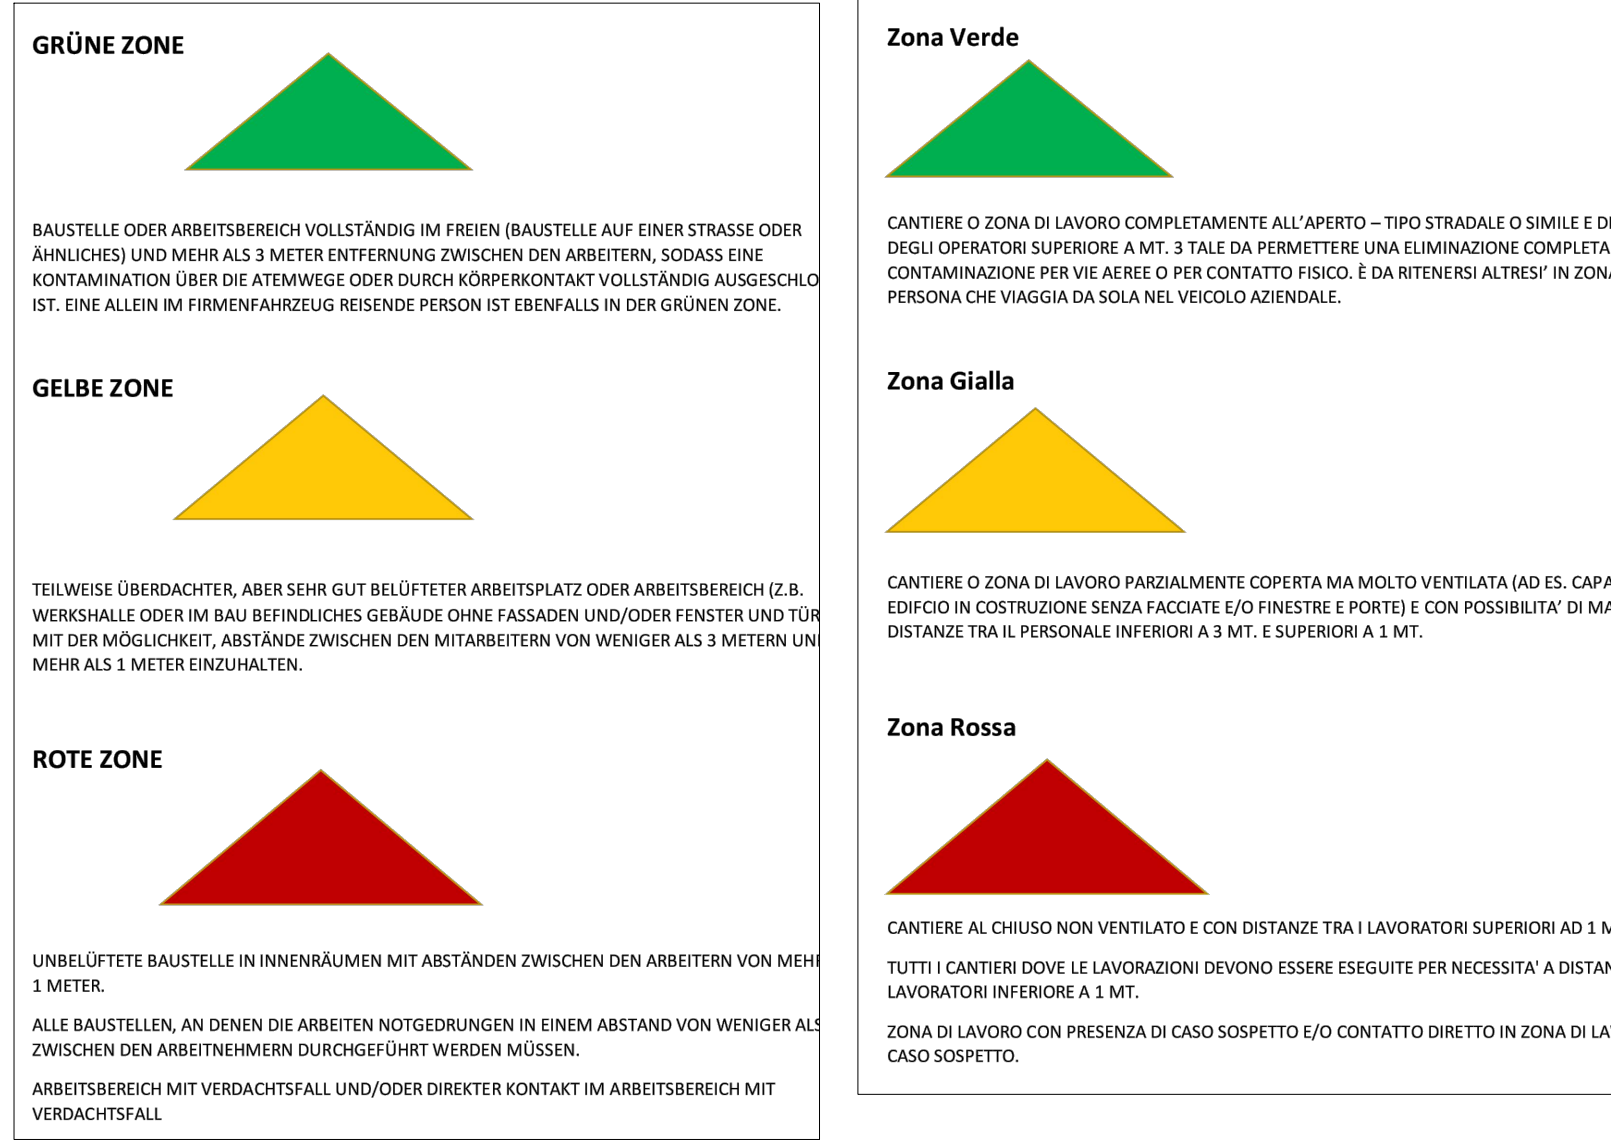 GRÜNE ZONE
BAUSTELLE ODER ARBEITSBEREICH VOLLSTÄNDIG IM FREIEN (BAUSTELLE AUF EINER STRASSE ODER
ÄHNLICHES) UND MEHR ALS 3 METER ENTFERNUNG ZWISCHEN DEN ARBEITERN, SODASS EINE
KONTAMINATION ÜBER DIE ATEMWEGE ODER DURCH KÖRPERKONTAKT VOLLSTÄNDIG AUSGESCHLO
IST. EINE ALLEIN IM FIRMENFAHRZEUG REISENDE PERSON IST EBENFALLS IN DER GRÜNEN ZONE.
GELBE ZONE
TEILWEISE ÜBERDACHTER, ABER SEHR GUT BELÜFTETER ARBEITSPLATZ ODER ARBEITSBEREICH (Z.B.
WERKSHALLE ODER IM BAU BEFINDLICHES GEBÄUDE OHNE FASSADEN UND/ODER FENSTER UND TÜR
MIT DER MÖGLICHKEIT, ABSTÄNDE ZWISCHEN DEN MITARBEITERN VON WENIGER ALS 3 METERN UN
MEHR ALS 1 METER EINZUHALTEN.
ROTE ZONE
UNBELÜFTETE BAUSTELLE IN INNENRÄUMEN MIT ABSTÄNDEN ZWISCHEN DEN ARBEITERN VON MEH
1 METER.
ALLE BAUSTELLEN, AN DENEN DIE ARBEITEN NOTGEDRUNGEN IN EINEM ABSTAND VON WENIGER ALS
ZWISCHEN DEN ARBEITNEHMERN DURCHGEFÜHRT WERDEN MÜSSEN.
ARBEITSBEREICH MIT VERDACHTSFALL UND/ODER DIREKTER KONTAKT IM ARBEITSBEREICH MIT
VERDACHTSFALL
Zona Verde
CANTIERE O ZONA DI LAVORO COMPLETAMENTE ALL’APERTO – TIPO STRADALE O SIMILE E DI
DEGLI OPERATORI SUPERIORE A MT. 3 TALE DA PERMETTERE UNA ELIMINAZIONE COMPLETA
CONTAMINAZIONE PER VIE AEREE O PER CONTATTO FISICO. È DA RITENERSI ALTRESI’ IN ZONA
PERSONA CHE VIAGGIA DA SOLA NEL VEICOLO AZIENDALE.
Zona Gialla
CANTIERE O ZONA DI LAVORO PARZIALMENTE COPERTA MA MOLTO VENTILATA (AD ES. CAPA
EDIFCIO IN COSTRUZIONE SENZA FACCIATE E/O FINESTRE E PORTE) E CON POSSIBILITA’ DI MA
DISTANZE TRA IL PERSONALE INFERIORI A 3 MT. E SUPERIORI A 1 MT.
Zona Rossa
CANTIERE AL CHIUSO NON VENTILATO E CON DISTANZE TRA I LAVORATORI SUPERIORI AD 1 M
TUTTI I CANTIERI DOVE LE LAVORAZIONI DEVONO ESSERE ESEGUITE PER NECESSITA' A DISTAN
LAVORATORI INFERIORE A 1 MT.
ZONA DI LAVORO CON PRESENZA DI CASO SOSPETTO E/O CONTATTO DIRETTO IN ZONA DI LA
CASO SOSPETTO.